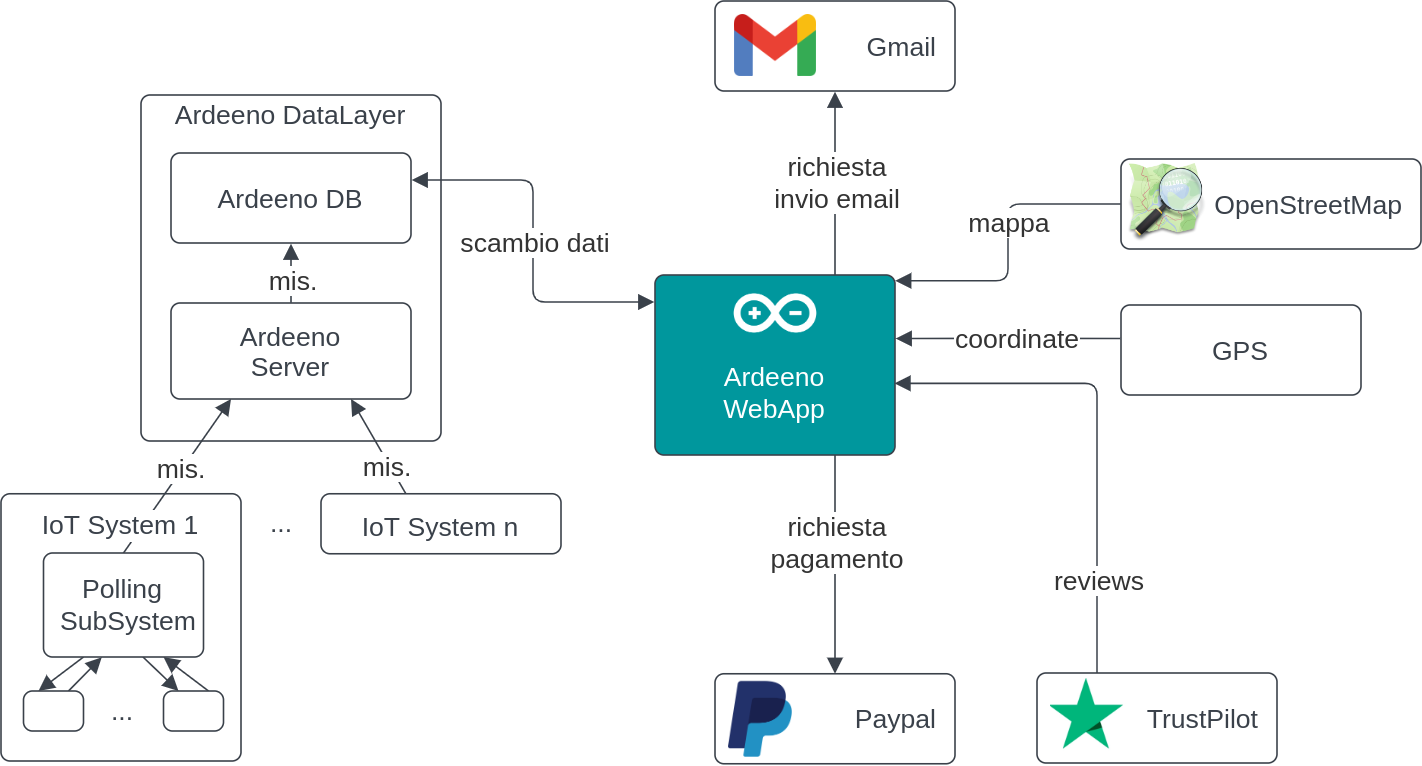 Gmail
Ardeeno DataLayer
richiesta
invio email
Ardeeno DB
OpenStreetMap
mappa
scambio dati
mis.
Ardeeno
Server
coordinate
GPS
Ardeeno
WebApp
mis.
mis.
IoT System 1
...
IoT System n
richiesta
pagamento
Polling
SubSystem
reviews
...
Paypal
TrustPilot